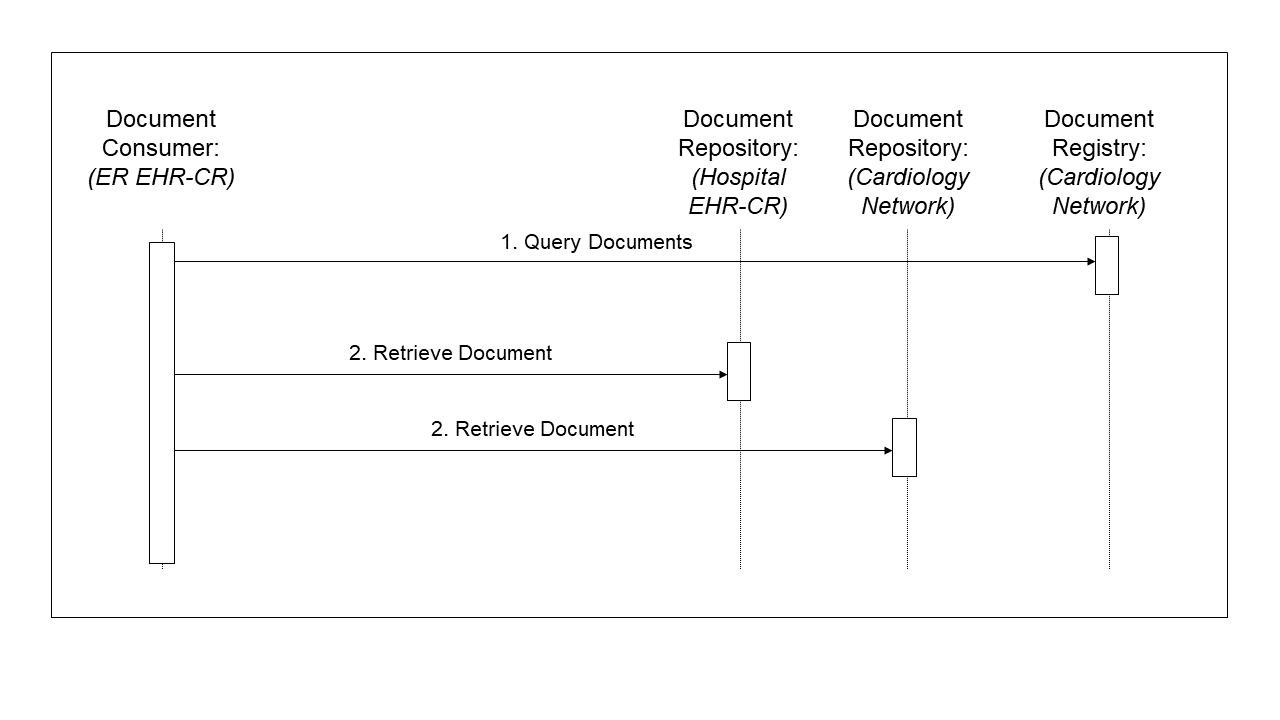 Document
Consumer:
(ER EHR-CR)
Document
Repository:
(Hospital
EHR-CR)
Document
Repository:
(Cardiology
Network)
Document
Registry:
(Cardiology
Network)
1. Query Documents
2. Retrieve Document
2. Retrieve Document